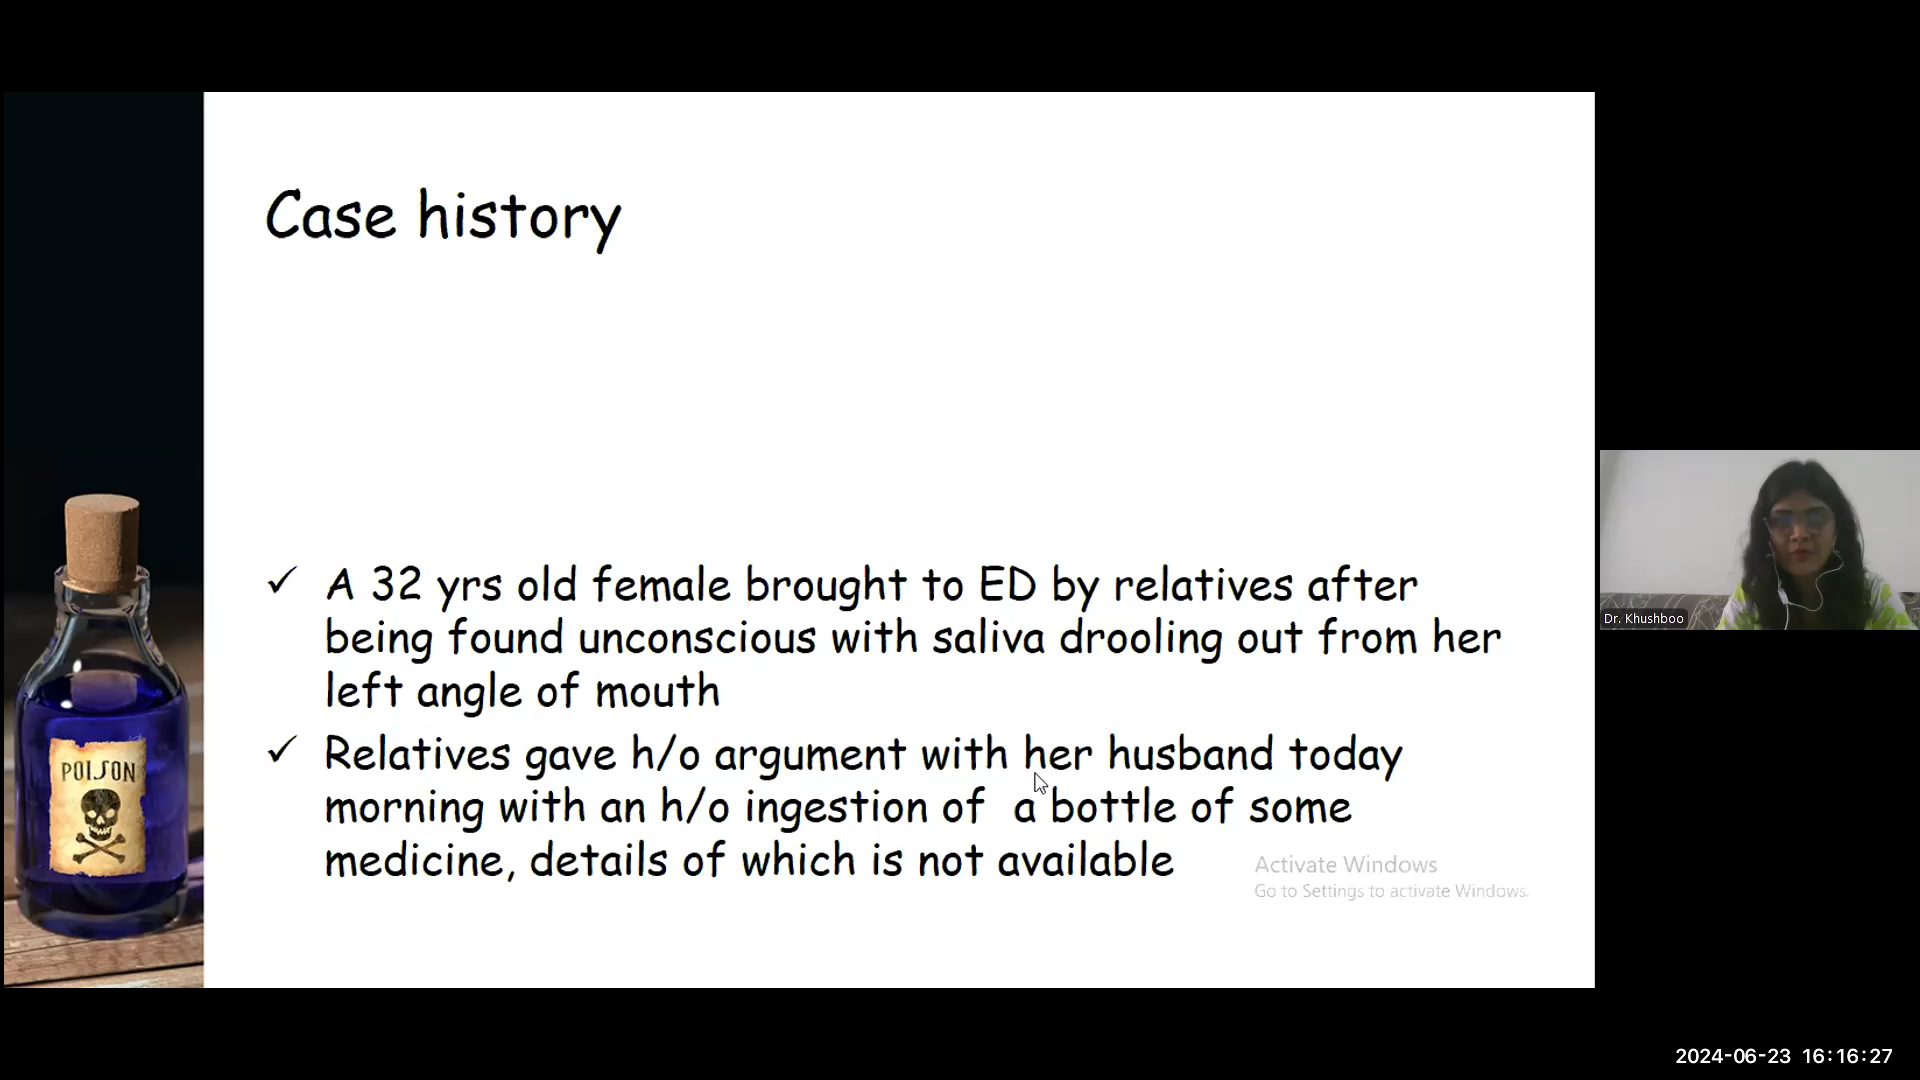 Case history
✓ A 32 yrs old female brought to ED by relatives after
being found unconscious with saliva drooling out from her
left angle of mouth
✓ Relatives gave h/o argument with her husband today
morning with an h/o ingestion of  a bottle of some
medicine, details of which is not available
POISON
Activate Windows
Go to Settings to activate Windows.
Dr. Khushboo
2024-06-23 16:16:27